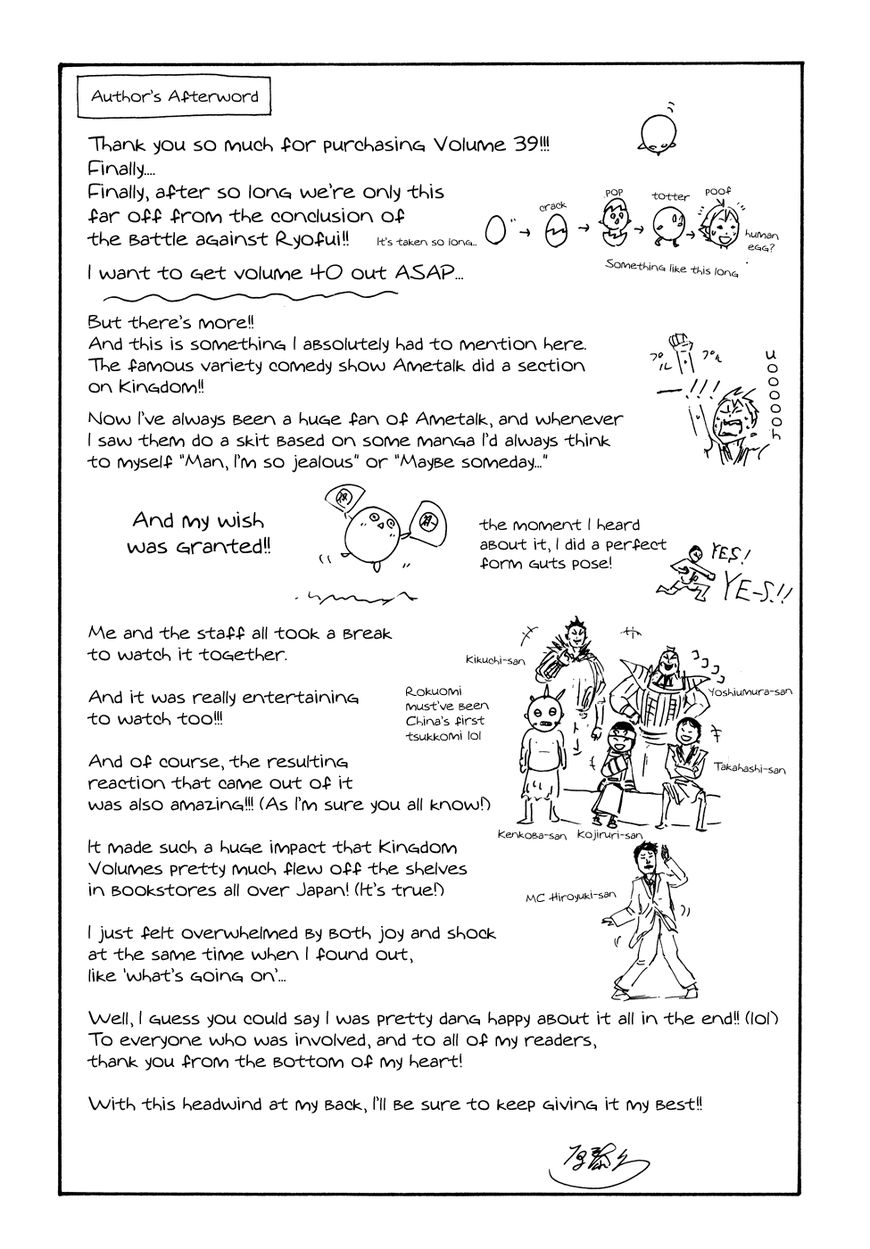 Author's Afterword
Thank you so much for purchasing Volume 39!!!
Finally....
Finally, after so long we're only this
far off from the conclusion of
the battle against Ryofui!!
It's taken so long...
crack
POP
totter
poof
human
egg?
Something like this long
I want to get volume 40 out ASAP...
But there's more!!
And this is something I absolutely had to mention here.
The famous variety comedy show Ametalk did a section
on Kingdom!!
プル
プル
ー!!!
uoooooh
Now I've always been a huge fan of Ametalk, and whenever
I saw them do a skit based on some manga I'd always think
to myself "Man, I'm so jealous" or "Maybe someday..."
And my wish
was granted!!
the moment I heard
about it, I did a perfect
form guts pose!
YES!
YE-S!!
Me and the staff all took a break
to watch it together.
Kikuchi-san
Yoshiumura-san
Rokuomi
must've been
China's first
tsukkomi lol
And it was really entertaining
to watch too!!!
Takahashi-san
And of course, the resulting
reaction that came out of it
was also amazing!!! (As I'm sure you all know!)
Kenkoba-san
Kojiruri-san
It made such a huge impact that Kingdom
Volumes pretty much flew off the shelves
in bookstores all over Japan! (It's true!)
MC Hiroyuki-san
I just felt overwhelmed by both joy and shock
at the same time when I found out,
like 'what's going on'...
Well, I guess you could say I was pretty dang happy about it all in the end!! (lol)
To everyone who was involved, and to all of my readers,
thank you from the bottom of my heart!
With this headwind at my back, I'll be sure to keep giving it my best!!
原泰久